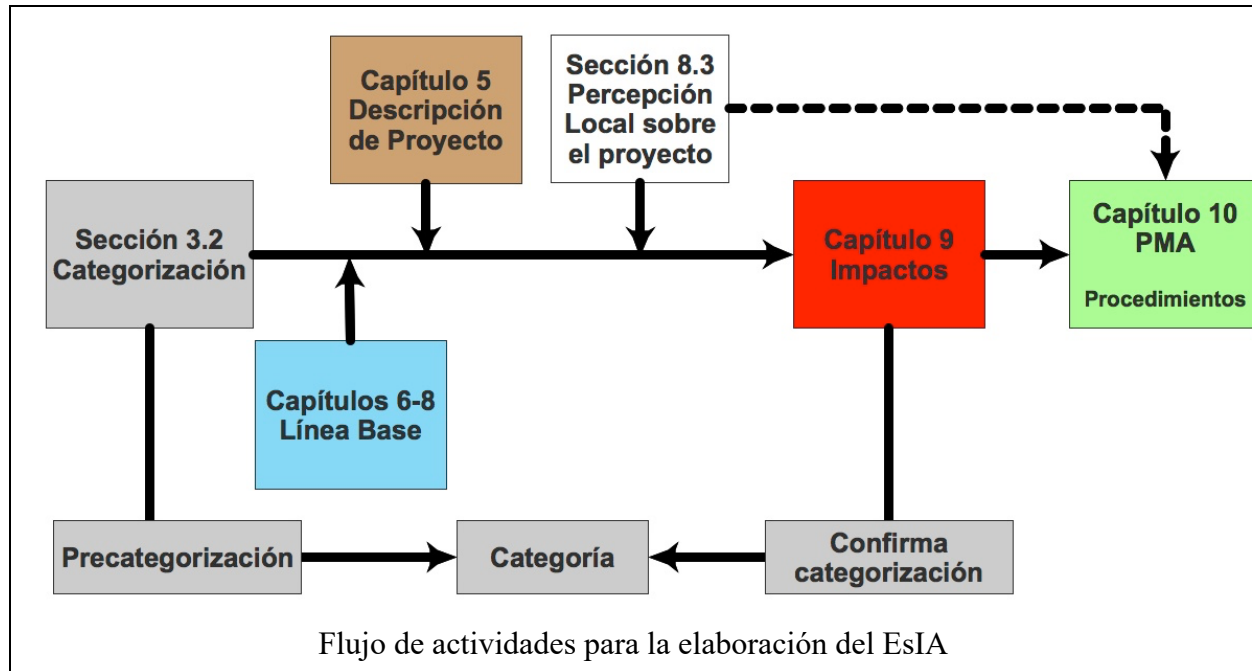 Capítulo 5
Descripción
de Proyecto
Sección 8.3
Percepción
Local sobre
el proyecto
Sección 3.2
Categorización
Capítulo 9
Impactos
Capítulo 10
PMA
Procedimientos
Capítulos 6-8
Línea Base
Precategorización
Categoría
Confirma
categorización
Flujo de actividades para la elaboración del EsIA